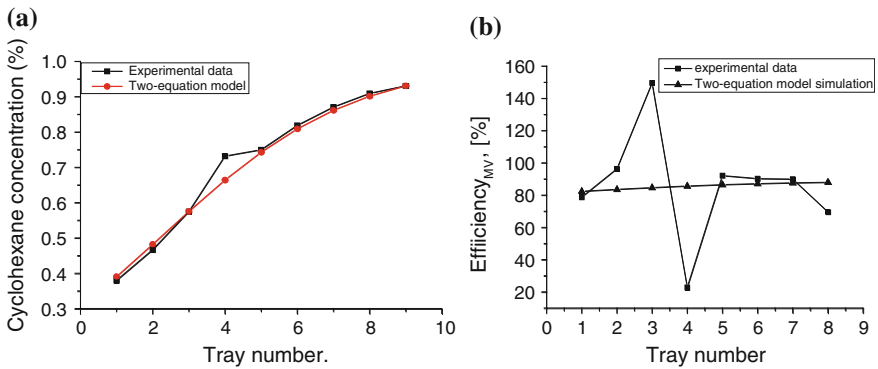 (a)
Cyclohexane concentration (%)
1.0
0.9
0.8
0.7
0.6
0.5
0.4
0.3
Experimental data
Two-equation model
0 2 4 6 8 10
Tray number.
(b)
Effiiciency MV, [%]
160
140
120
100
80
60
40
20
experimental data
Two-equation model simulation
0 1 2 3 4 5 6 7 8 9
Tray number